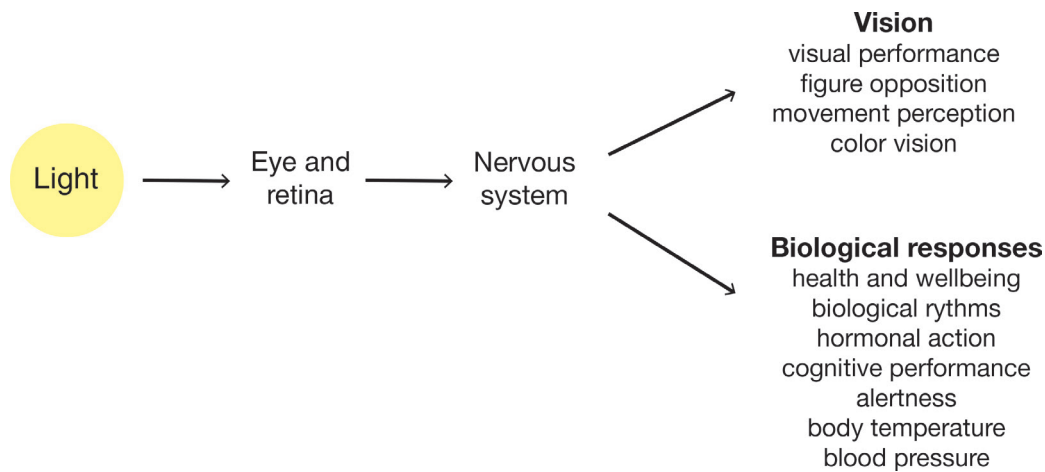 Light
Eye and
retina
Nervous
system
Vision
visual performance
figure opposition
movement perception
color vision
Biological responses
health and wellbeing
biological rythms
hormonal action
cognitive performance
alertness
body temperature
blood pressure